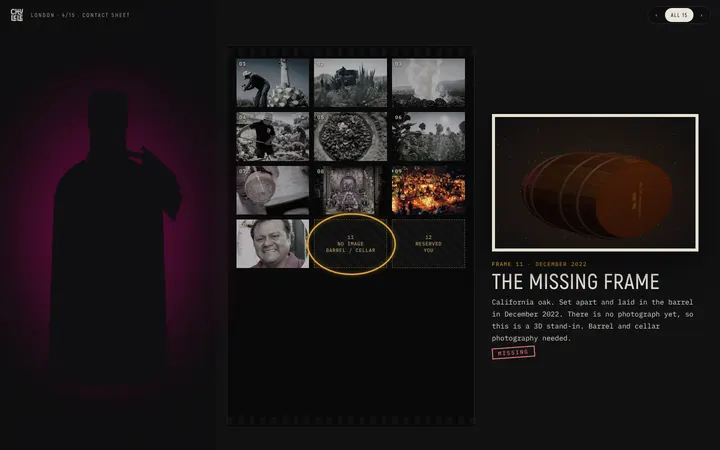 CHU
LELE
LONDON · 4/15 · CONTACT SHEET
‹
ALL 15
›
01
02
03
04
05
06
07
08
09
11
NO IMAGE
BARREL / CELLAR
12
RESERVED
YOU
FRAME 11 · DECEMBER 2022
THE MISSING FRAME
California oak. Set apart and laid in the barrel
in December 2022. There is no photograph yet, so
this is a 3D stand-in. Barrel and cellar
photography needed.
MISSING